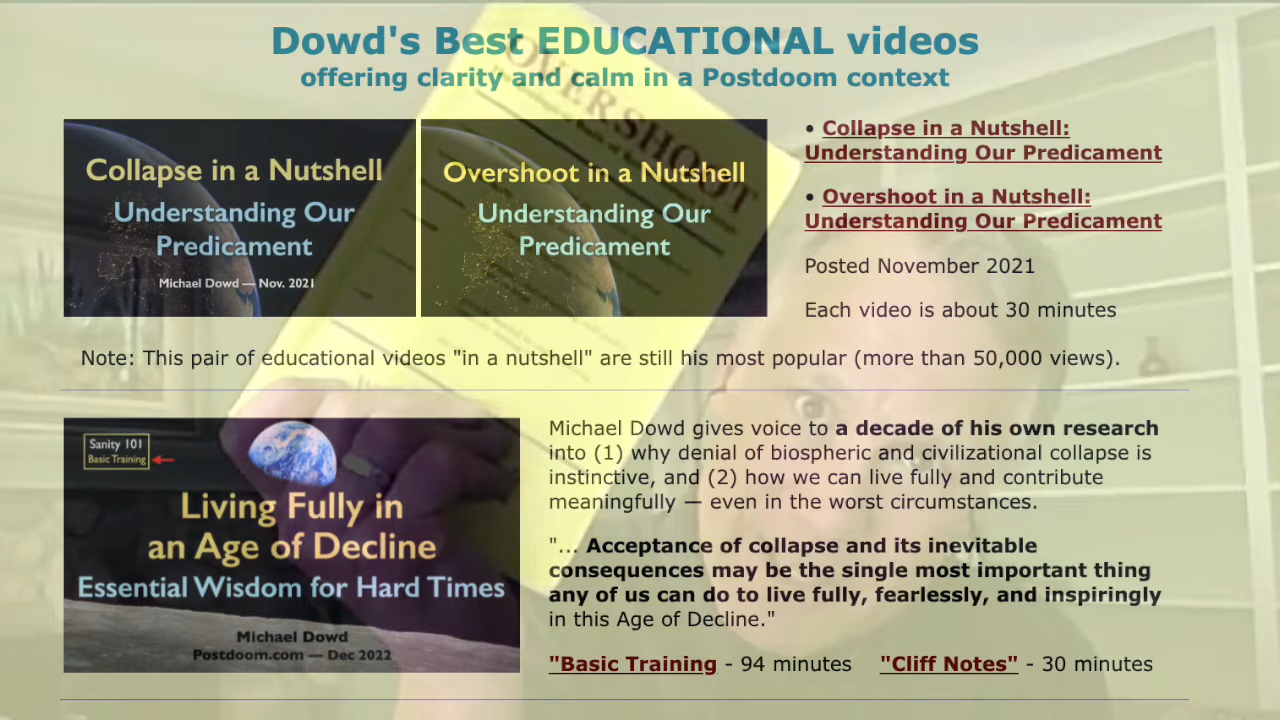 Dowd's Best EDUCATIONAL videos
offering clarity and calm in a Postdoom context
OVERSHOOT
Collapse in a Nutshell
Understanding Our
Predicament
Michael Dowd — Nov. 2021
Overshoot in a Nutshell
Understanding Our
Predicament
• Collapse in a Nutshell:
Understanding Our Predicament
• Overshoot in a Nutshell:
Understanding Our Predicament
Posted November 2021
Each video is about 30 minutes
Note: This pair of educational videos "in a nutshell" are still his most popular (more than 50,000 views).
Sanity 101
Basic Training
Living Fully in
an Age of Decline
Essential Wisdom for Hard Times
Michael Dowd
Postdoom.com — Dec 2022
Michael Dowd gives voice to a decade of his own research
into (1) why denial of biospheric and civilizational collapse is
instinctive, and (2) how we can live fully and contribute
meaningfully — even in the worst circumstances.
"... Acceptance of collapse and its inevitable
consequences may be the single most important thing
any of us can do to live fully, fearlessly, and inspiringly
in this Age of Decline."
"Basic Training - 94 minutes "Cliff Notes" - 30 minutes